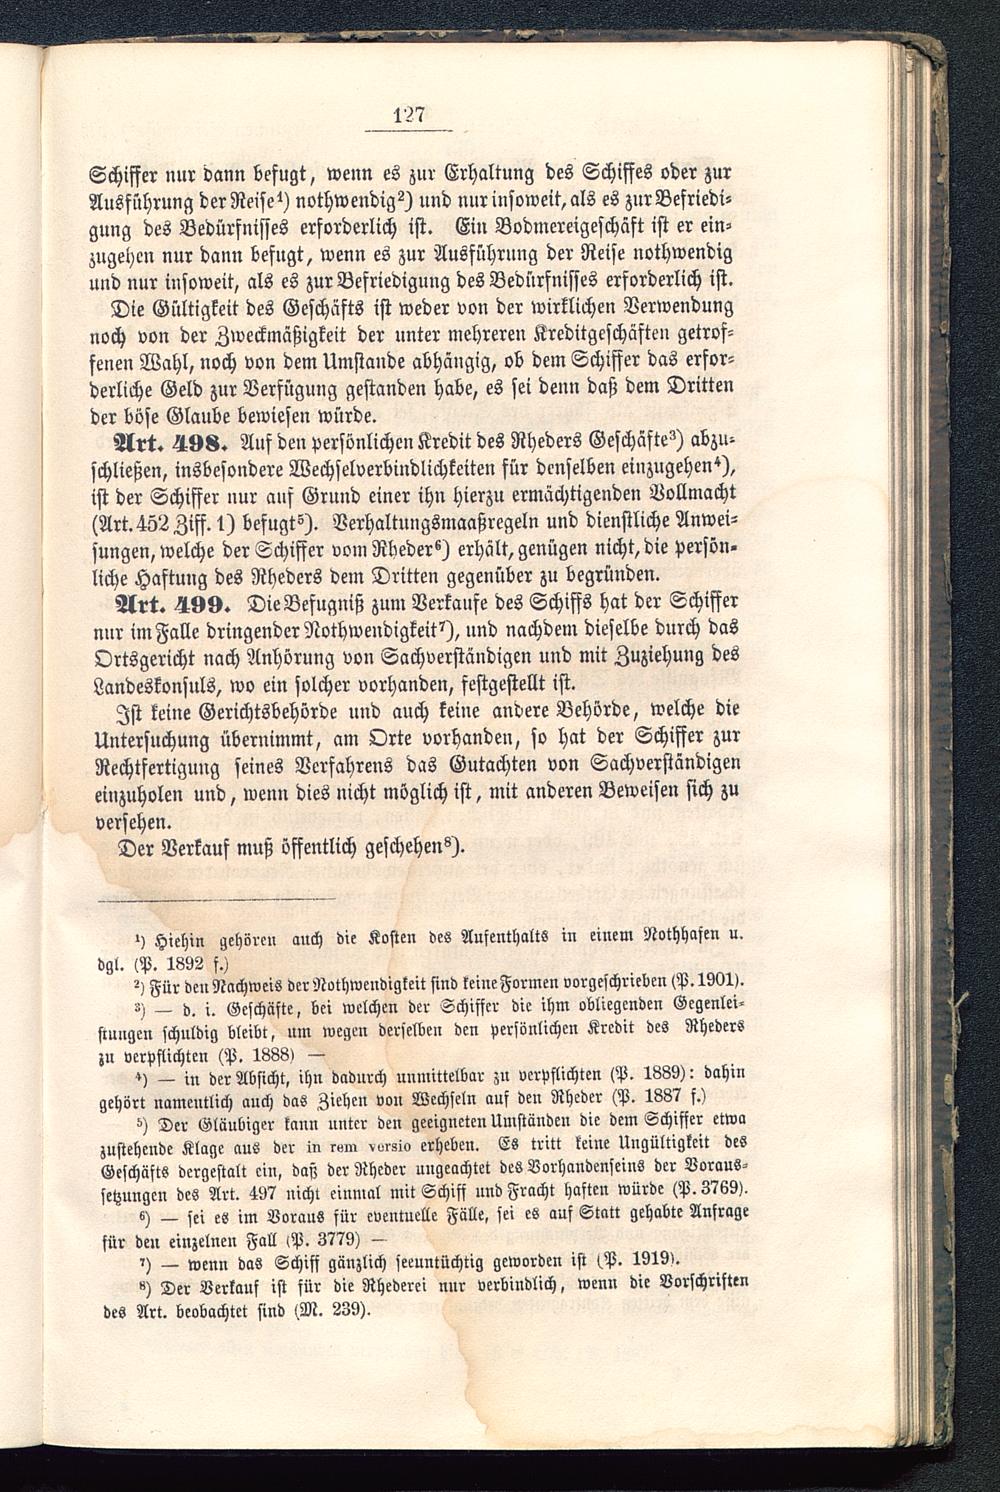 127
Schiffer nur dann befugt, wenn es zur Erhaltung des Schiffes oder zur
Ausführung der Reise¹) nothwendig²) und nur insoweit, als es zur Befriedi-
gung des Bedürfnisses erforderlich ist. Ein Bodmereigeschäft ist er ein-
zugehen nur dann befugt, wenn es zur Ausführung der Reise nothwendig
und nur insoweit, als es zur Befriedigung des Bedürfnisses erforderlich ist.
Die Gültigkeit des Geschäfts ist weder von der wirklichen Verwendung
noch von der Zweckmäßigkeit der unter mehreren Kreditgeschäften getrof-
fenen Wahl, noch von dem Umstande abhängig, ob dem Schiffer das erfor-
derliche Geld zur Verfügung gestanden habe, es sei denn daß dem Dritten
der böse Glaube bewiesen würde.
Art. 498. Auf den persönlichen Kredit des Rheders Geschäfte³) abzu-
schließen, insbesondere Wechselverbindlichkeiten für denselben einzugehen⁴),
ist der Schiffer nur auf Grund einer ihn hierzu ermächtigenden Vollmacht
(Art. 452 Ziff. 1) befugt⁵). Verhaltungsmaaßregeln und dienstliche Anwei-
sungen, welche der Schiffer vom Rheder⁶) erhält, genügen nicht, die persön-
liche Haftung des Rheders dem Dritten gegenüber zu begründen.
Art. 499. Die Befugniß zum Verkaufe des Schiffs hat der Schiffer
nur im Falle dringender Nothwendigkeit⁷), und nachdem dieselbe durch das
Ortsgericht nach Anhörung von Sachverständigen und mit Zuziehung des
Landeskonsuls, wo ein solcher vorhanden, festgestellt ist.
Ist keine Gerichtsbehörde und auch keine andere Behörde, welche die
Untersuchung übernimmt, am Orte vorhanden, so hat der Schiffer zur
Rechtfertigung seines Verfahrens das Gutachten von Sachverständigen
einzuholen und, wenn dies nicht möglich ist, mit anderen Beweisen sich zu
versehen.
Der Verkauf muß öffentlich geschehen⁸).
¹) Hiehin gehören auch die Kosten des Aufenthalts in einem Nothhafen u.
dgl. (P. 1892 f.)
²) Für den Nachweis der Nothwendigkeit sind keine Formen vorgeschrieben (P. 1901).
³) — d. i. Geschäfte, bei welchen der Schiffer die ihm obliegenden Gegenlei-
stungen schuldig bleibt, um wegen derselben den persönlichen Kredit des Rheders
zu verpflichten (P. 1888) —
⁴) — in der Absicht, ihn dadurch unmittelbar zu verpflichten (P. 1889): dahin
gehört namentlich auch das Ziehen von Wechseln auf den Rheder (P. 1887 f.)
⁵) Der Gläubiger kann unter den geeigneten Umständen die dem Schiffer etwa
zustehende Klage aus der in rem versio erheben. Es tritt keine Ungültigkeit des
Geschäfts dergestalt ein, daß der Rheder ungeachtet des Vorhandenseins der Voraus-
setzungen des Art. 497 nicht einmal mit Schiff und Fracht haften würde (P. 3769).
⁶) — sei es im Voraus für eventuelle Fälle, sei es auf Statt gehabte Anfrage
für den einzelnen Fall (P. 3779) —
⁷) — wenn das Schiff gänzlich seeuntüchtig geworden ist (P. 1919).
⁸) Der Verkauf ist für die Rhederei nur verbindlich, wenn die Vorschriften
des Art. beobachtet sind (M. 239).